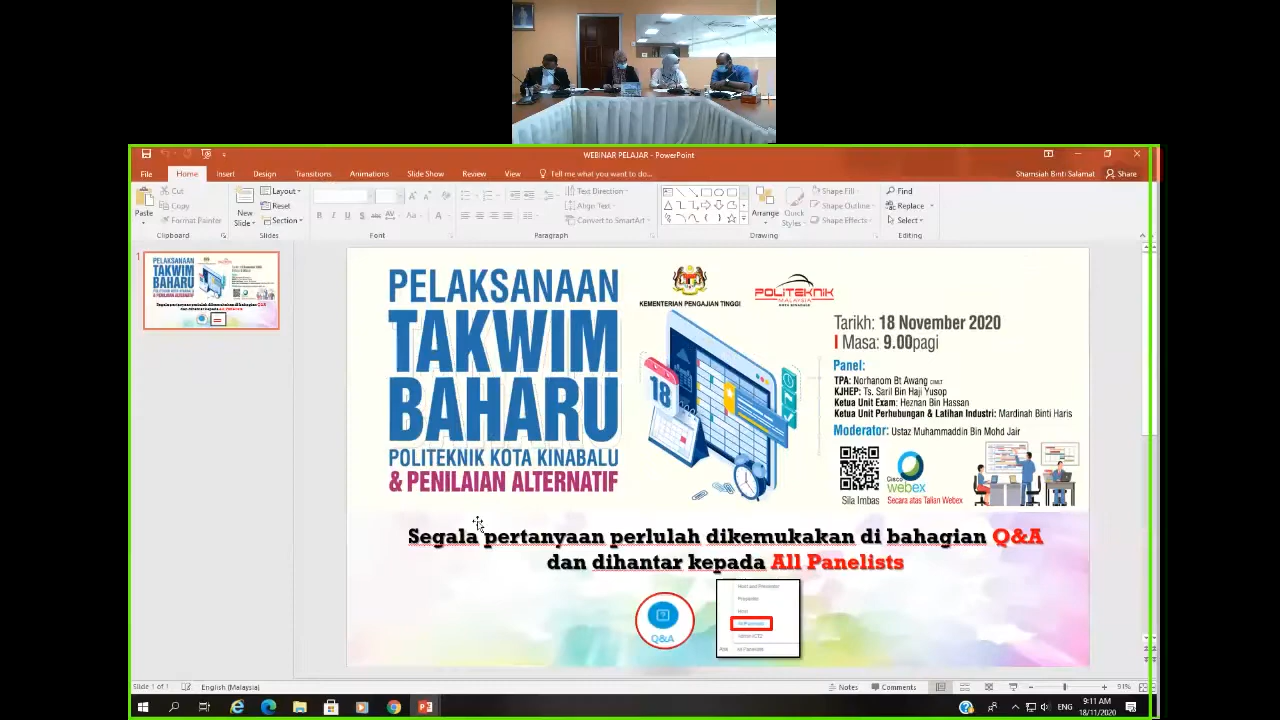 WEBINAR PELAJAR - PowerPoint
File Home Insert Design Transitions Animations Slide Show Review View Tell me what you want to do... Shamsiah Binti Salamat Share
Paste
Cut
Copy
Format Painter
Clipboard
New Slide
Layout
Reset
Section
Slides
Font
Text Direction
Align Text
Convert to SmartArt
Paragraph
Arrange
Quick Styles
Shape Fill
Shape Outline
Shape Effects
Drawing
Find
Replace
Select
Editing
1
PELAKSANAAN
TAKWIM
BAHARU
POLITEKNIK KOTA KINABALU
& PENILAIAN ALTERNATIF
KEMENTERIAN PENGAJIAN TINGGI
POLITEKNIK
MALAYSIA
KOTA KINABALU
18
Tarikh: 18 November 2020
Masa: 9.00pagi
Panel:
TPA: Norhanom Bt Awang
KJHEP: Ts. Saril Bin Haji Yusop
Ketua Unit Exam: Heznan Bin Hassan
Ketua Unit Perhubungan & Latihan Industri: Mardinah Binti Haris
Moderator: Ustaz Muhammaddin Bin Mohd Jair
Sila Imbas
Cisco
webex
Secara atas Talian Webex
Segala pertanyaan perlulah dikemukakan di bahagian Q&A
dan dihantar kepada All Panelists
Q&A
Slide 1 of 1 English (Malaysia) Notes Comments 91%
ENG
9:11 AM
18/11/2020